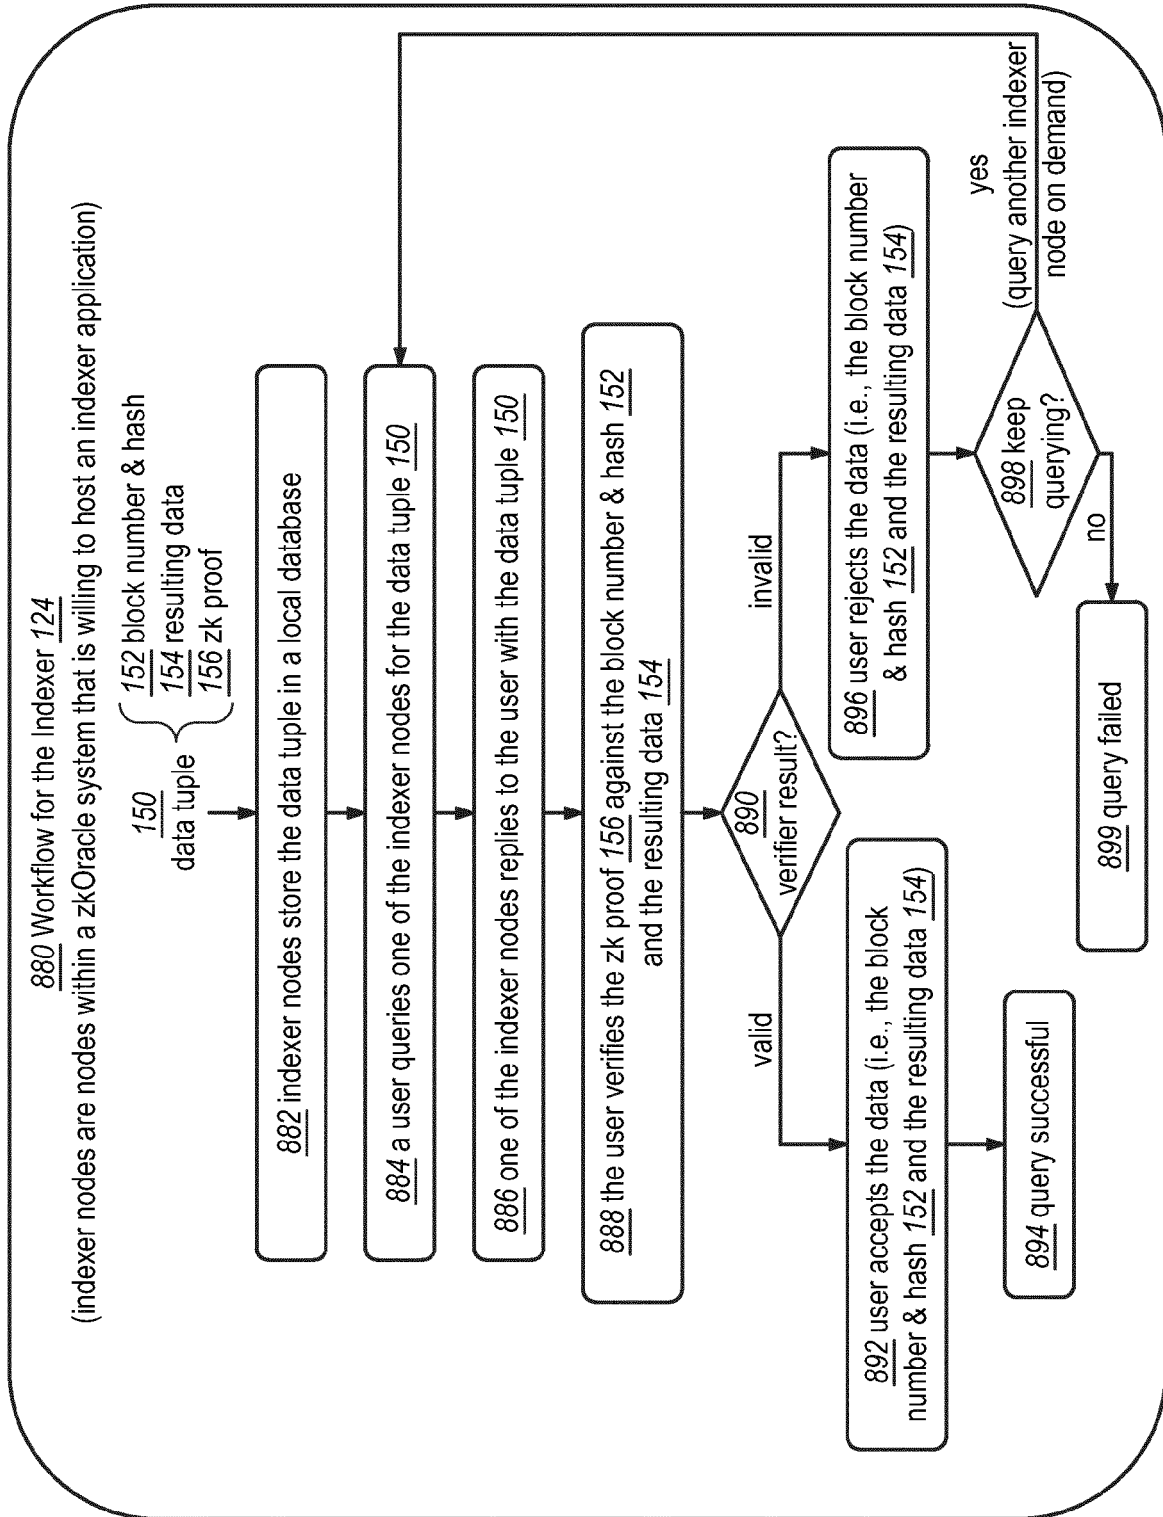 880 Workflow for the Indexer 124
(indexer nodes are nodes within a zkOracle system that is willing to host an indexer application)
150
data tuple
152 block number & hash
154 resulting data
156 zk proof
882 indexer nodes store the data tuple in a local database
884 a user queries one of the indexer nodes for the data tuple 150
886 one of the indexer nodes replies to the user with the data tuple 150
888 the user verifies the zk proof 156 against the block number & hash 152
and the resulting data 154
890
verifier result?
valid
invalid
892 user accepts the data (i.e., the block
number & hash 152 and the resulting data 154)
894 query successful
896 user rejects the data (i.e., the block number
& hash 152 and the resulting data 154)
898 keep
querying?
yes
(query another indexer
node on demand)
no
899 query failed